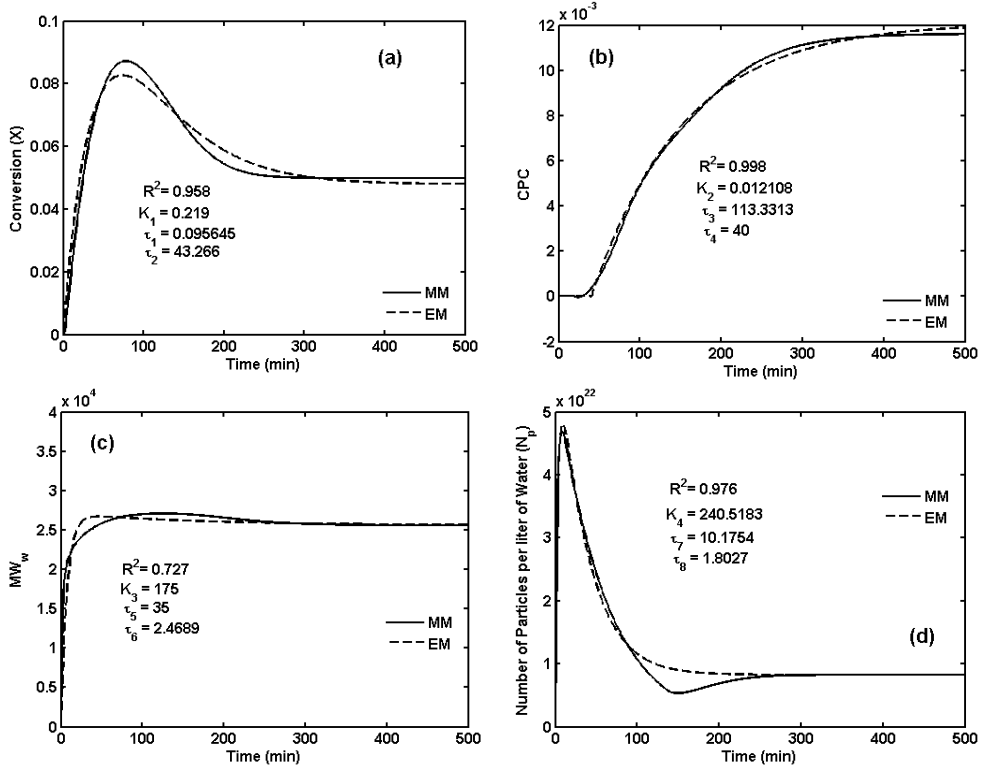 0.1
0.08
0.06
0.04
0.02
0
Conversion (X)
(a)
R²= 0.958
K₁ = 0.219
τ₁ = 0.095645
τ₂ = 43.266
MM
EM
0 100 200 300 400 500
Time (min)
x 10⁻³
12
10
8
6
4
2
0
-2
CPC
(b)
R²= 0.998
K₂ = 0.012108
τ₃ = 113.3313
τ₄ = 40
MM
EM
0 100 200 300 400 500
Time (min)
x 10⁴
4
3.5
3
2.5
2
1.5
1
0.5
0
MW_w
(c)
R²= 0.727
K₃ = 175
τ₅ = 35
τ₆ = 2.4689
MM
EM
0 100 200 300 400 500
Time (min)
x 10²²
5
4
3
2
1
0
Number of Particles per liter of Water (N_p)
R²= 0.976
K₄ = 240.5183
τ₇ = 10.1754
τ₈ = 1.8027
MM
EM
(d)
0 100 200 300 400 500
Time (min)